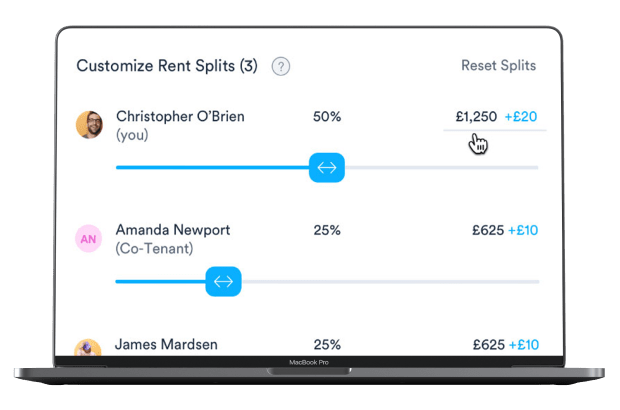 Customize Rent Splits (3) ? Reset Splits
Christopher O'Brien 50% £1,250 +£20
(you)
AN Amanda Newport 25% £625 +£10
(Co-Tenant)
James Mardsen 25% £625 +£10
MacBook Pro